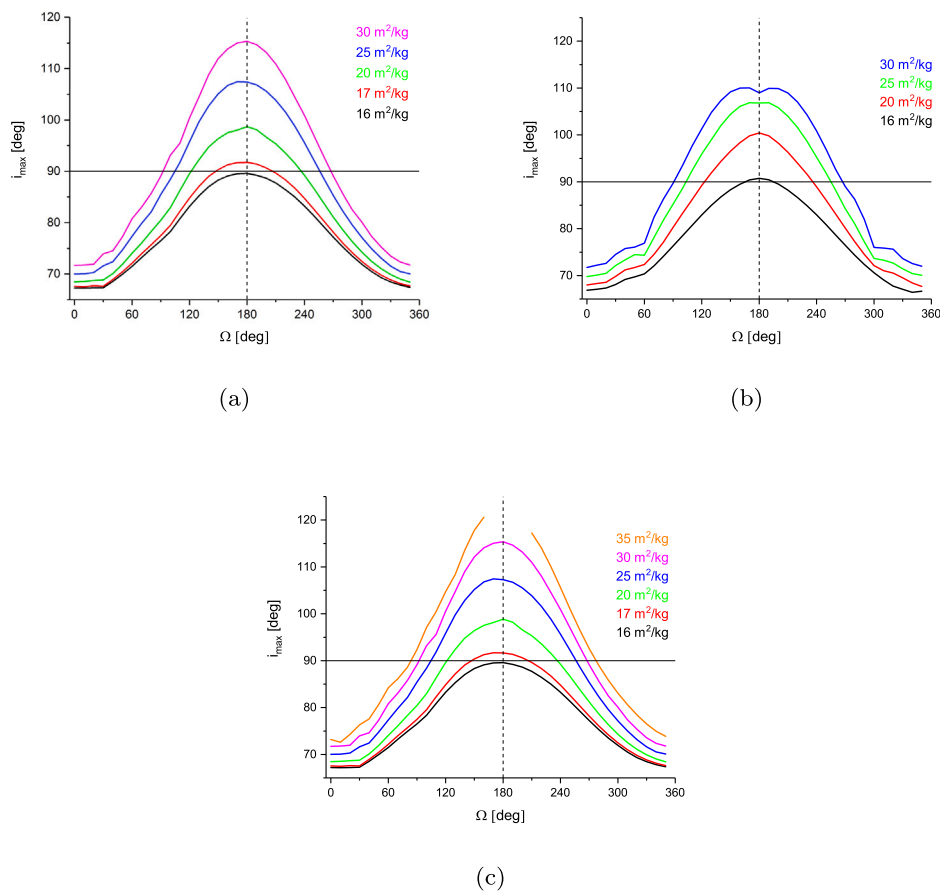 120
110
100
90
80
70
i_max [deg]
0 60 120 180 240 300 360
Ω [deg]
30 m²/kg
25 m²/kg
20 m²/kg
17 m²/kg
16 m²/kg
(a)
120
110
100
90
80
70
i_max [deg]
0 60 120 180 240 300 360
Ω [deg]
30 m²/kg
25 m²/kg
20 m²/kg
16 m²/kg
(b)
120
110
100
90
80
70
i_max [deg]
0 60 120 180 240 300 360
Ω [deg]
35 m²/kg
30 m²/kg
25 m²/kg
20 m²/kg
17 m²/kg
16 m²/kg
(c)